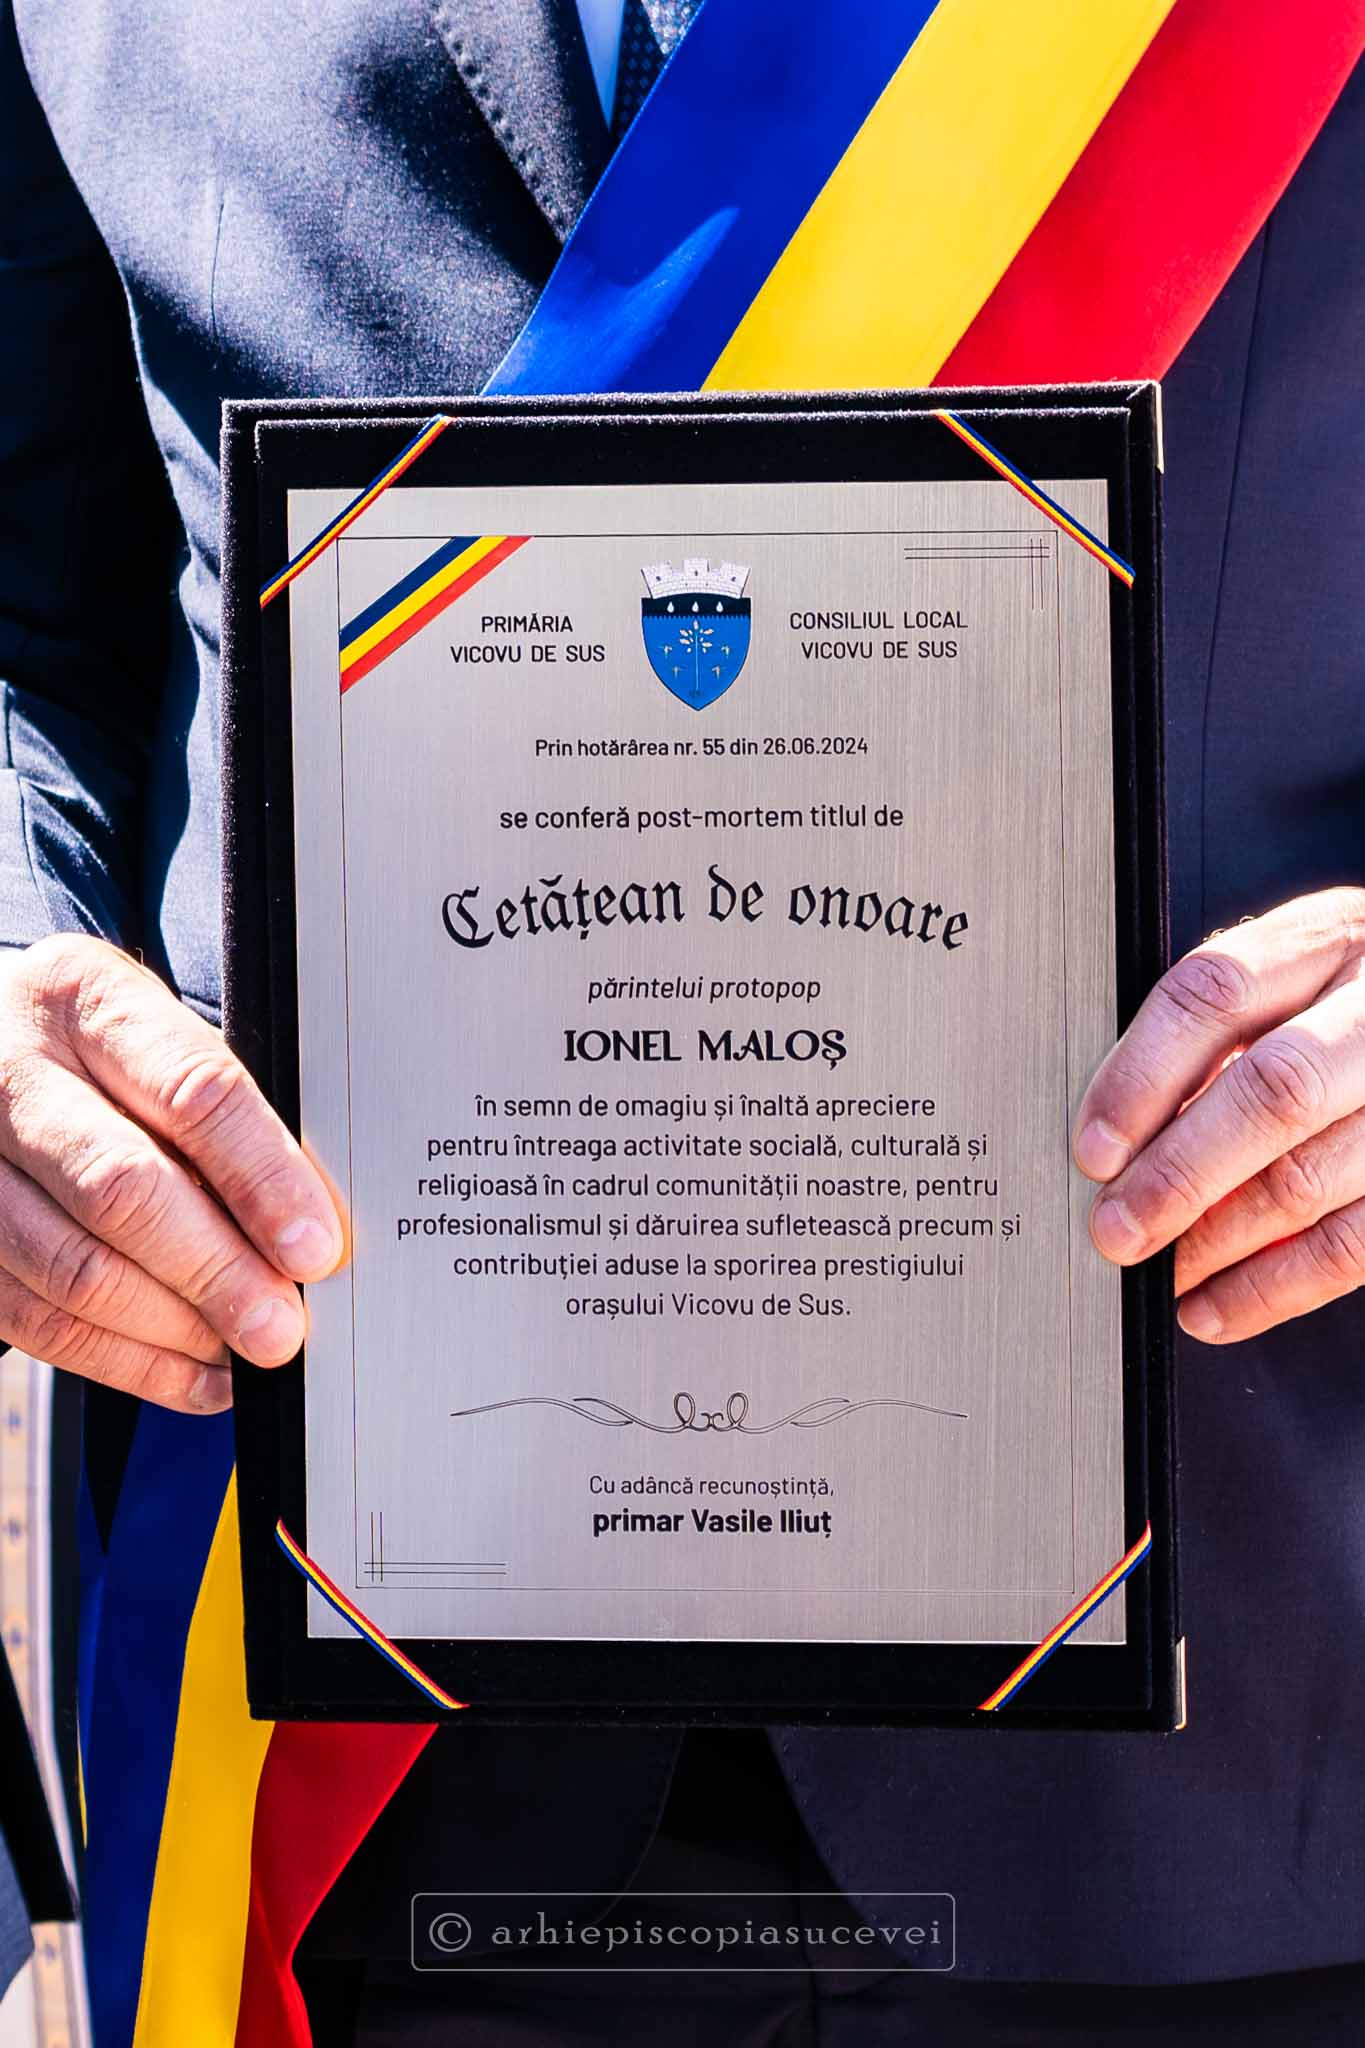 PRIMĂRIA
VICOVU DE SUS
CONSILIUL LOCAL
VICOVU DE SUS
Prin hotărârea nr. 55 din 26.06.2024
se conferă post-mortem titlul de
Cetățean de onoare
părintelui protopop
IONEL MALOȘ
în semn de omagiu și înaltă apreciere
pentru întreaga activitate socială, culturală și
religioasă în cadrul comunității noastre, pentru
profesionalismul și dăruirea sufletească precum și
contribuției aduse la sporirea prestigiului
orașului Vicovu de Sus.
Cu adâncă recunoștință,
primar Vasile Iliuț
© arhiepiscopiasucevei